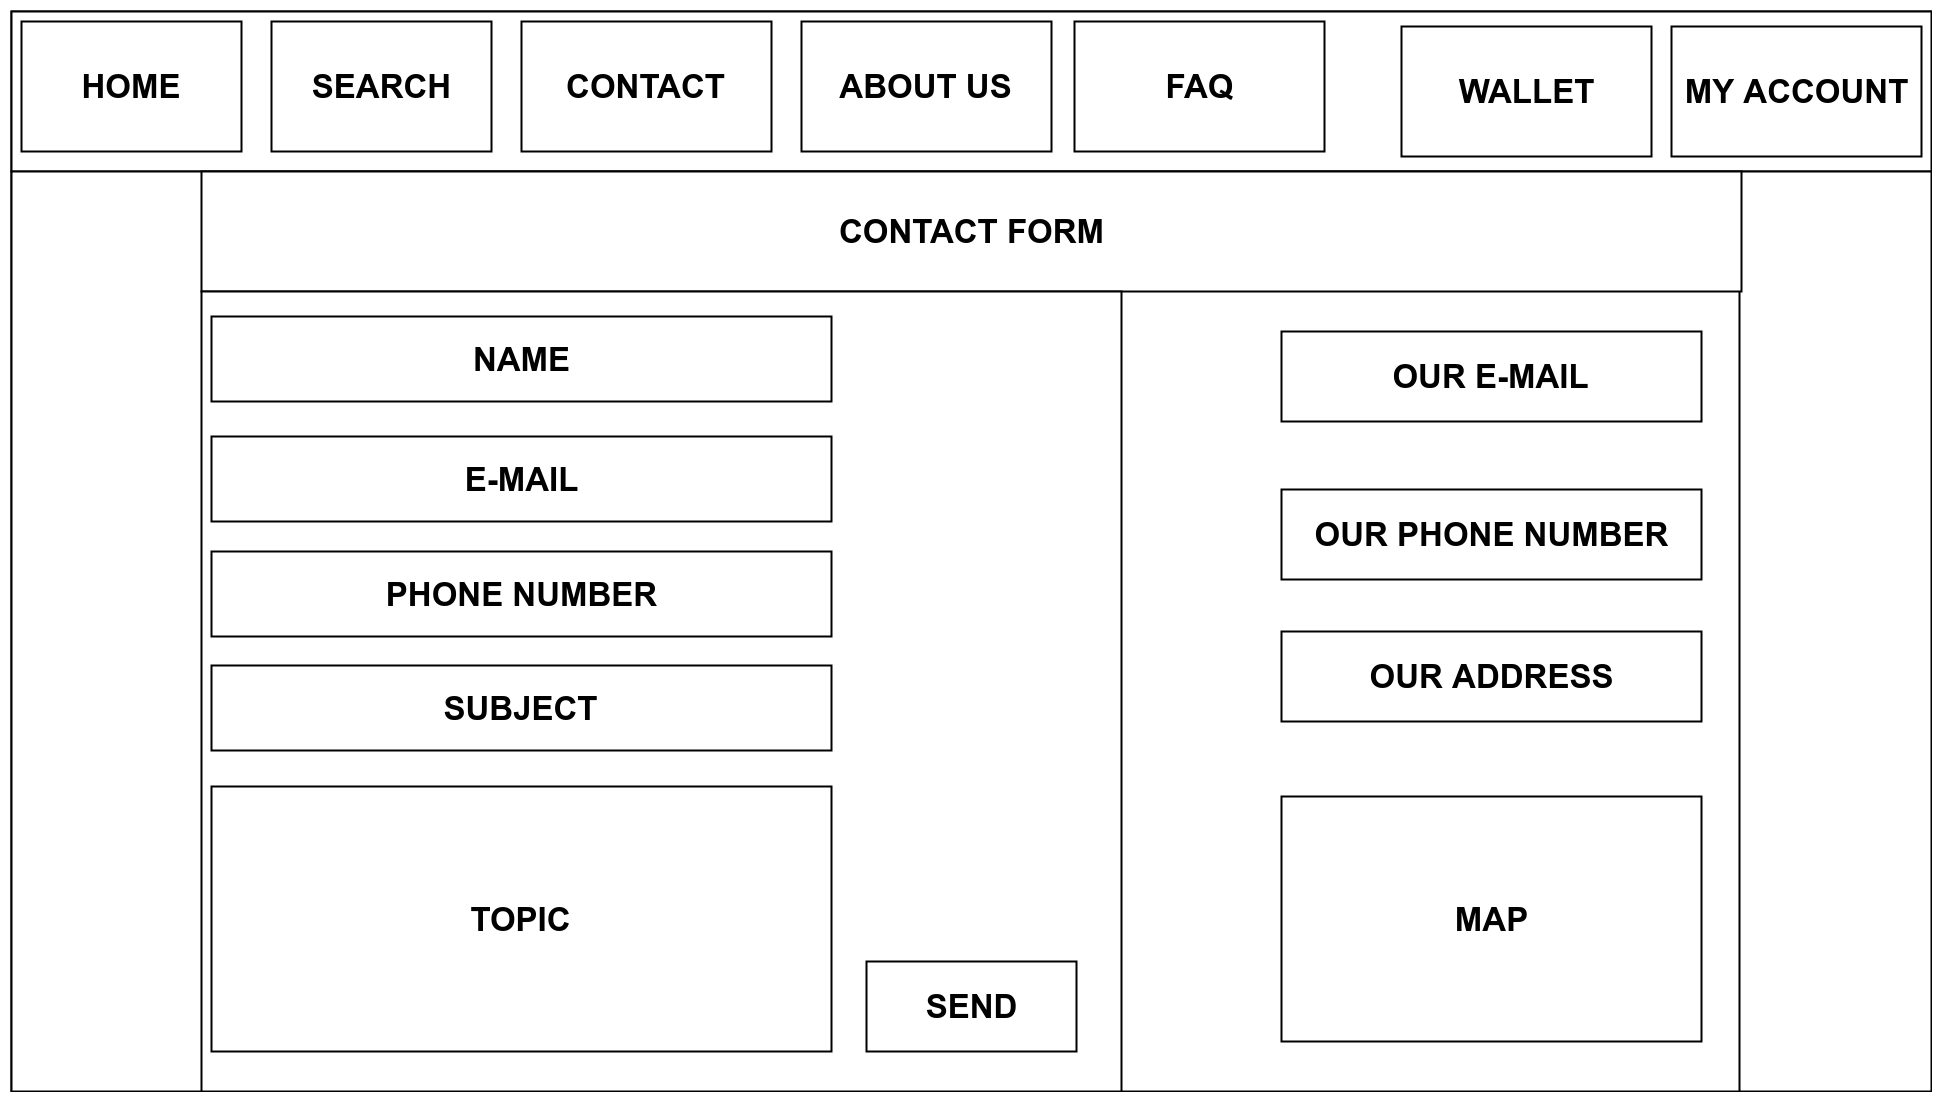 HOME
SEARCH
CONTACT
ABOUT US
FAQ
WALLET
MY ACCOUNT
CONTACT FORM
NAME
E-MAIL
PHONE NUMBER
SUBJECT
TOPIC
SEND
OUR E-MAIL
OUR PHONE NUMBER
OUR ADDRESS
MAP